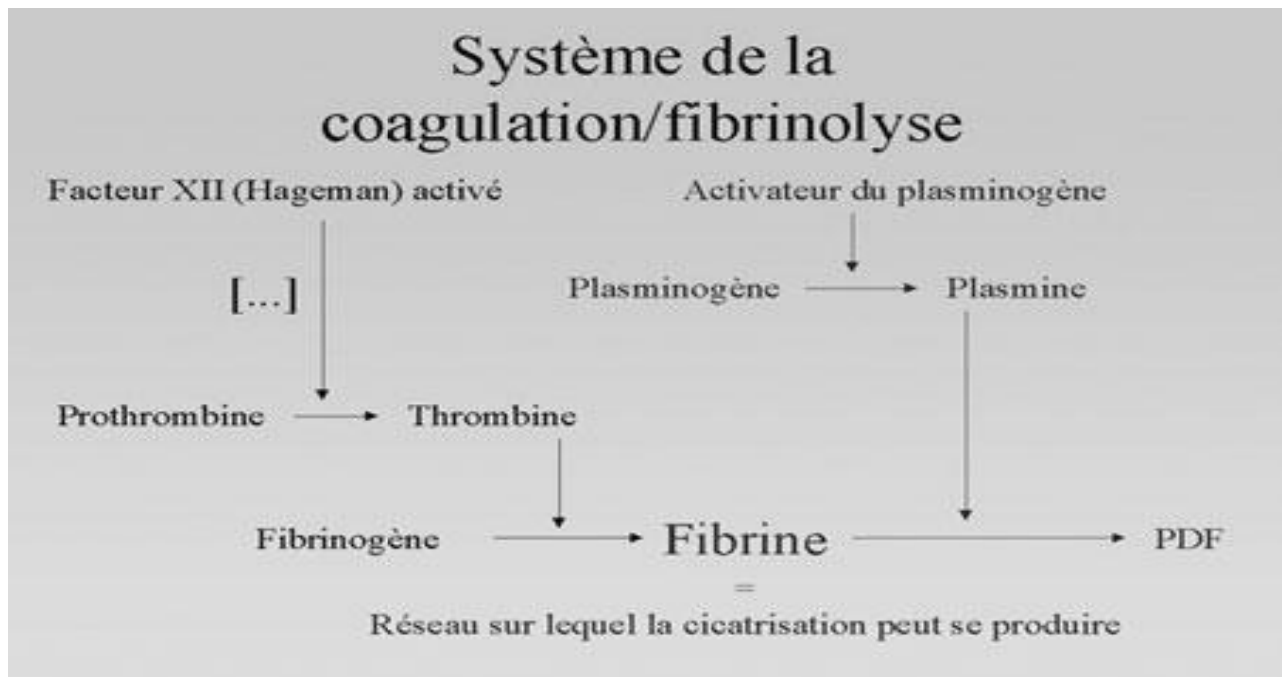 Système de la
coagulation/fibrinolyse
Facteur XII (Hageman) activé
Activateur du plasminogène
[...]
Plasminogène
Plasmine
Prothrombine
Thrombine
Fibrinogène
Fibrine
PDF
=
Réseau sur lequel la cicatrisation peut se produire